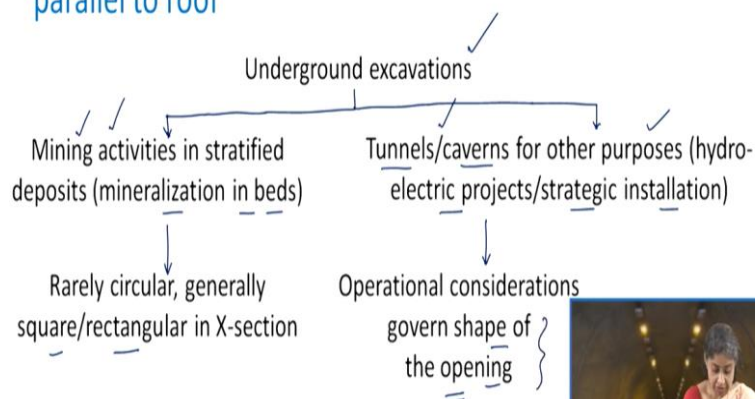 parallel to roof
Underground excavations
Mining activities in stratified
deposits (mineralization in beds)
Tunnels/caverns for other purposes (hydro-
electric projects/strategic installation)
Rarely circular, generally
square/rectangular in X-section
Operational considerations
govern shape of
the opening